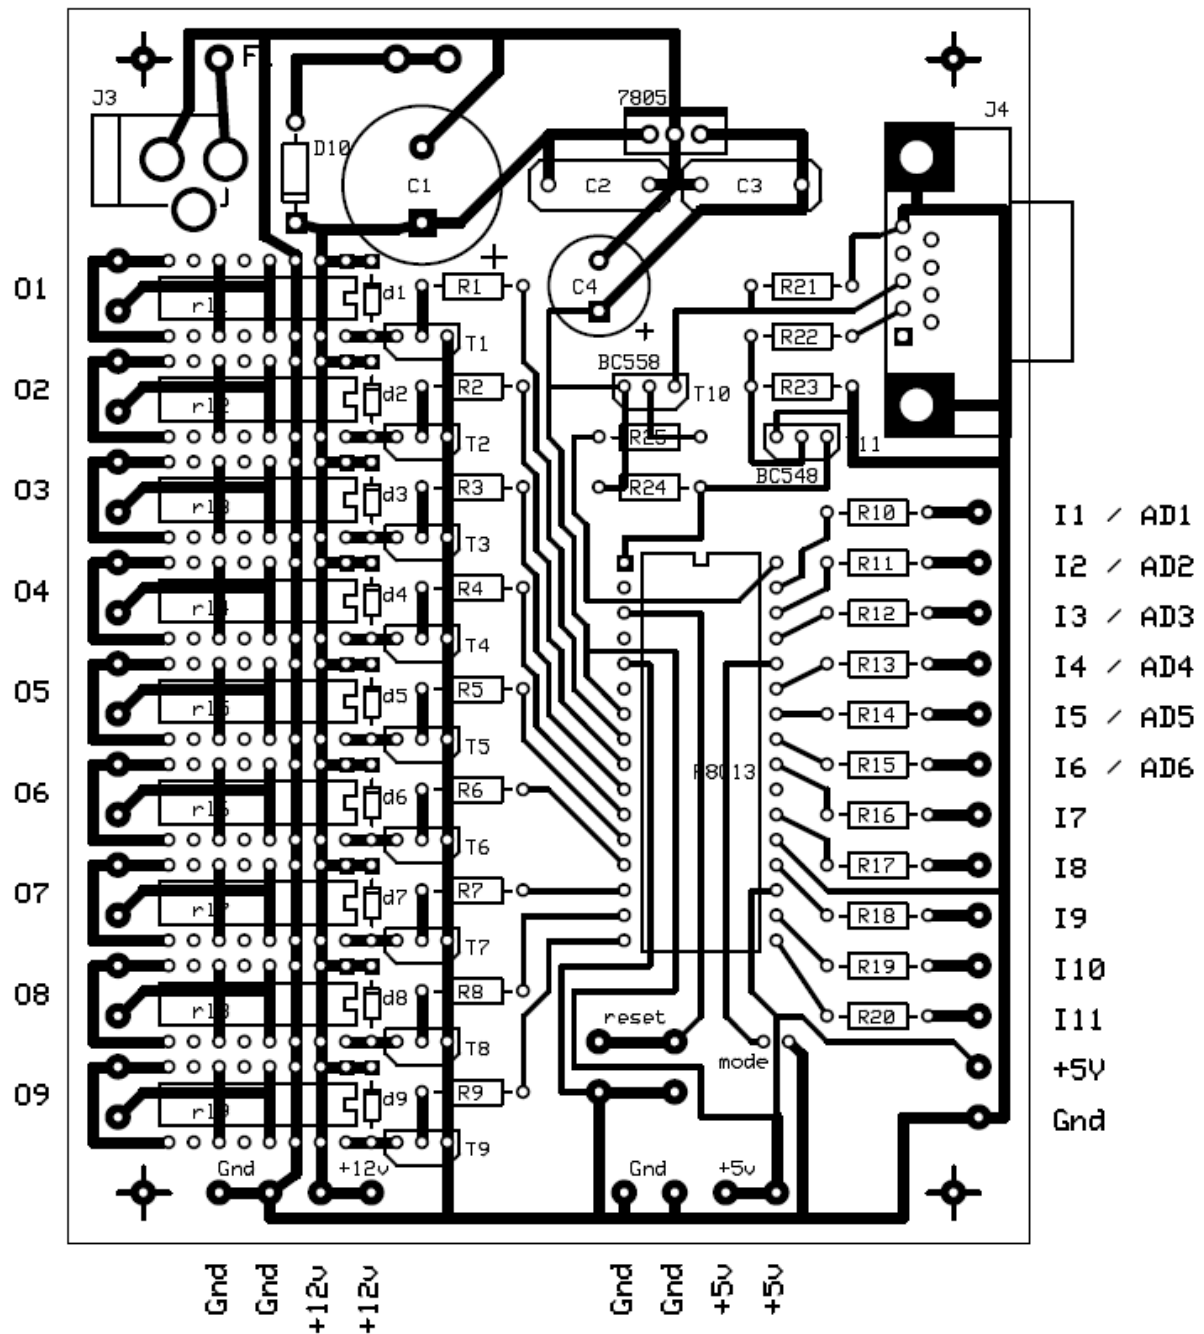 F
J3
7805
J4
D10
C1
C2
C3
O1
d1
R1
C4
R21
T1
R22
BC558
O2
rl2
d2
R2
R23
T10
T2
R25
11
BC548
O3
d3
R3
R24
T3
R10
I1 / AD1
O4
d4
R4
R11
I2 / AD2
T4
R12
I3 / AD3
O5
d5
R5
R13
I4 / AD4
T5
R14
I5 / AD5
O6
d6
R6
R15
I6 / AD6
T6
R16
I7
O7
d7
R7
R17
I8
T7
R18
I9
O8
d8
R8
R19
I10
reset
R20
I11
T8
mode
+5V
O9
d9
R9
Gnd
T9
Gnd
+12v
Gnd
+5v
Gnd
Gnd
+12v
+12v
Gnd
Gnd
+5v
+5v